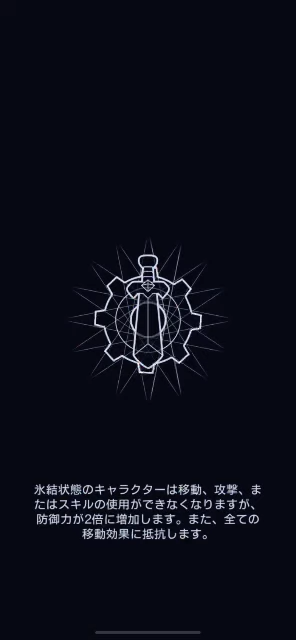 氷結状態のキャラクターは移動、攻撃、ま
たはスキルの使用ができなくなりますが、
防御力が2倍に増加します。また、全ての
移動効果に抵抗します。